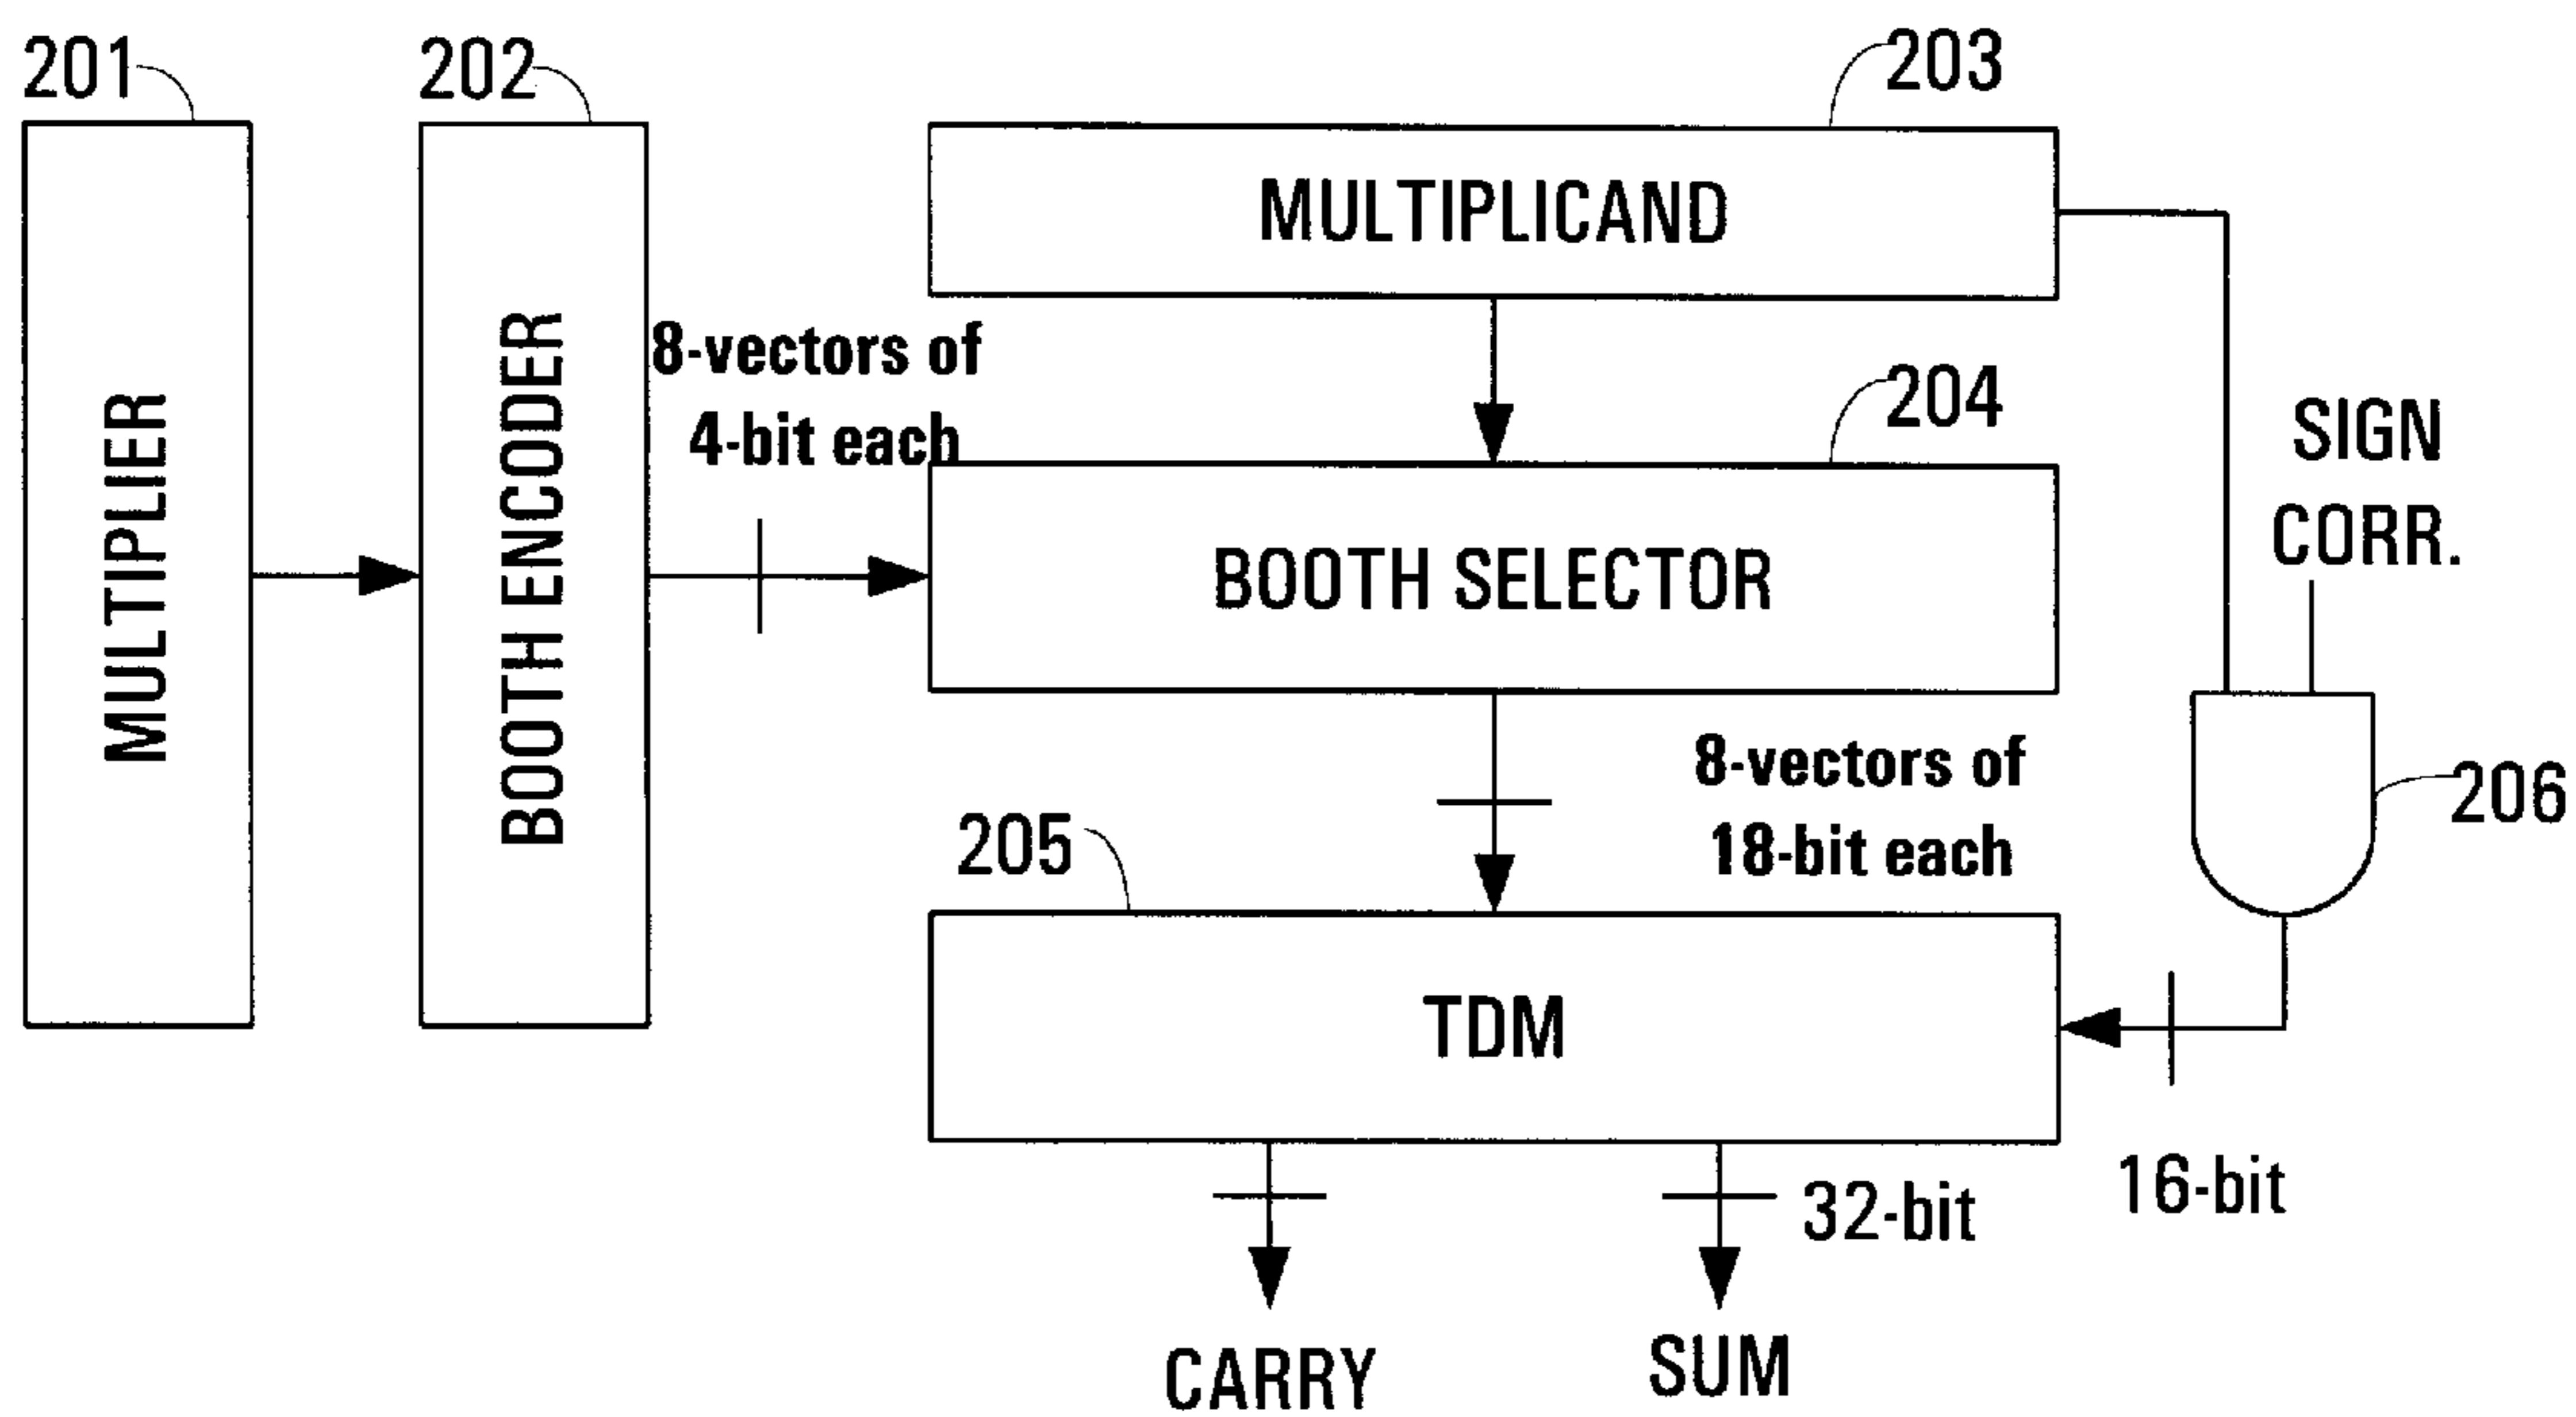 201
202
203
MULTIPLIER
BOOTH ENCODER
MULTIPLICAND
8-vectors of
4-bit each
204
SIGN
CORR.
BOOTH SELECTOR
8-vectors of
18-bit each
206
205
TDM
16-bit
32-bit
CARRY
SUM